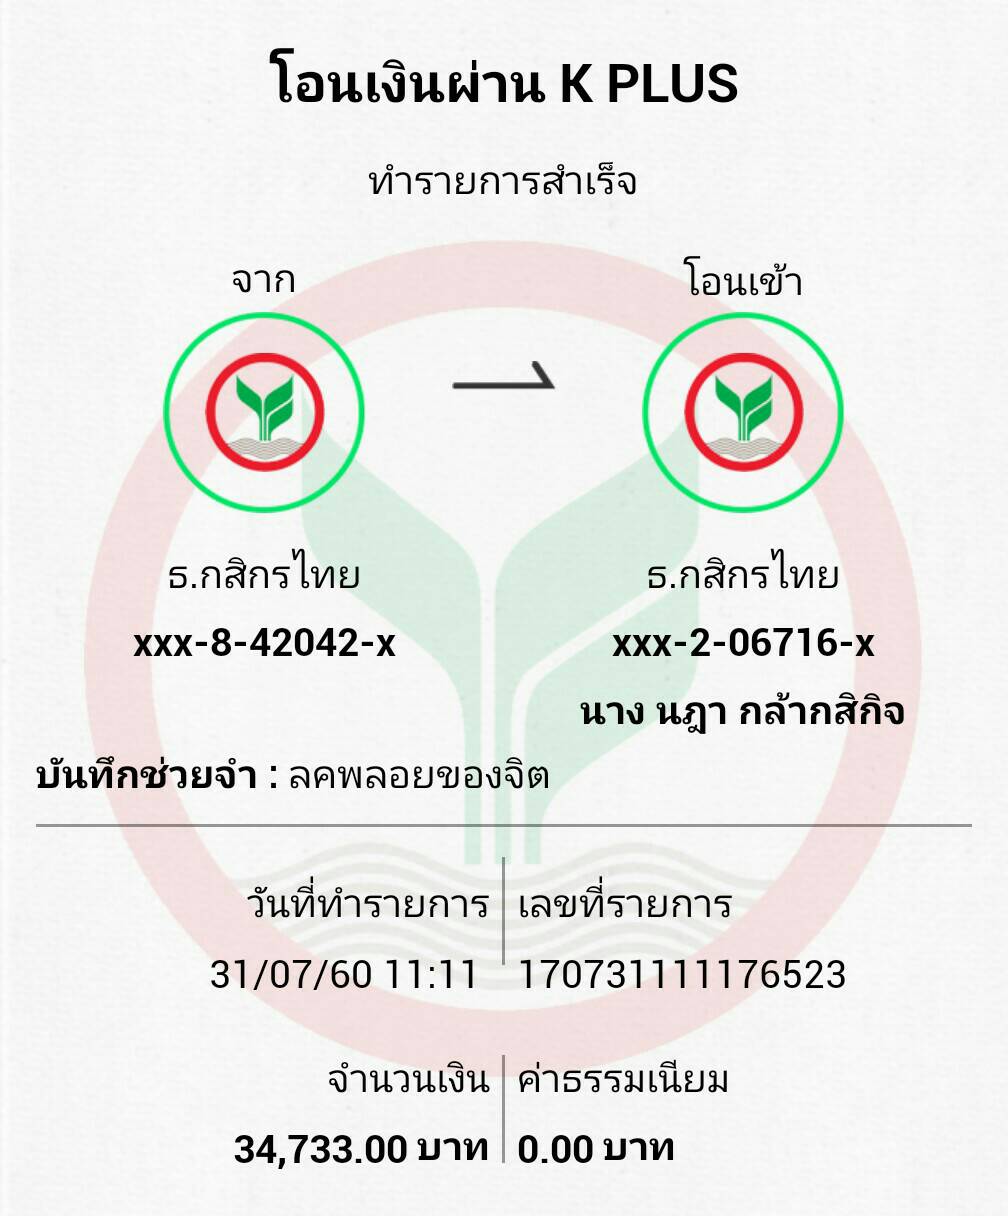 โอนเงินผ่าน K PLUS
ทำรายการสำเร็จ
จาก
โอนเข้า
ธ.กสิกรไทย
ธ.กสิกรไทย
xxx-8-42042-x
xxx-2-06716-x
นาง นฎา กล้ากสิกิจ
บันทึกช่วยจำ : ลคพลอยของจิต
วันที่ทำรายการ
เลขที่รายการ
31/07/60 11:11
170731111176523
จำนวนเงิน
ค่าธรรมเนียม
34,733.00 บาท
0.00 บาท